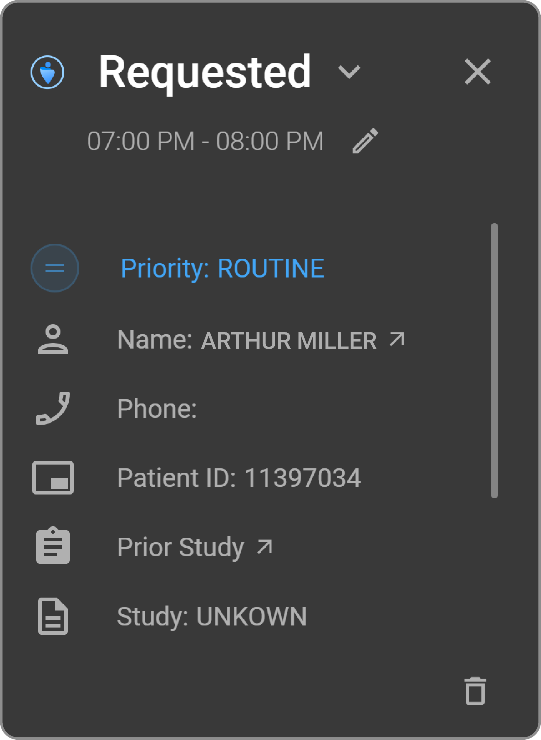 Requested
07:00 PM - 08:00 PM
Priority: ROUTINE
Name: ARTHUR MILLER
Phone:
Patient ID: 11397034
Prior Study
Study: UNKOWN